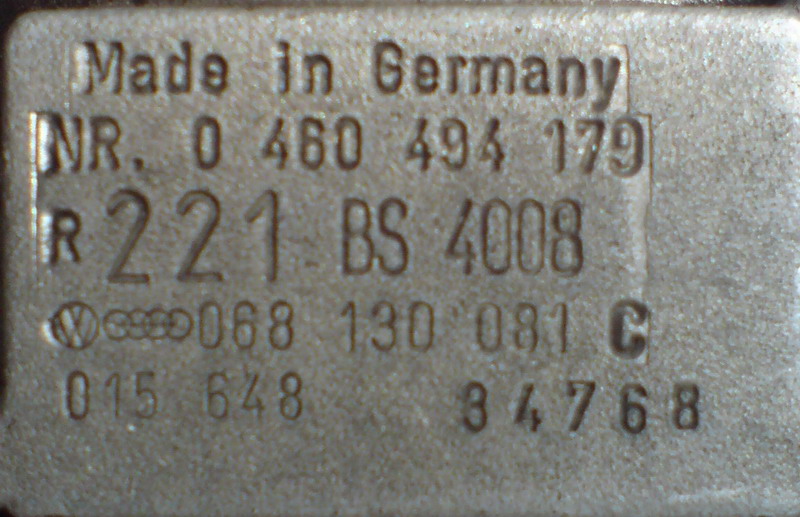 Made in Germany
NR. 0 460 494 179
R 221 BS 4008
068 130 081 C
015 648 34768